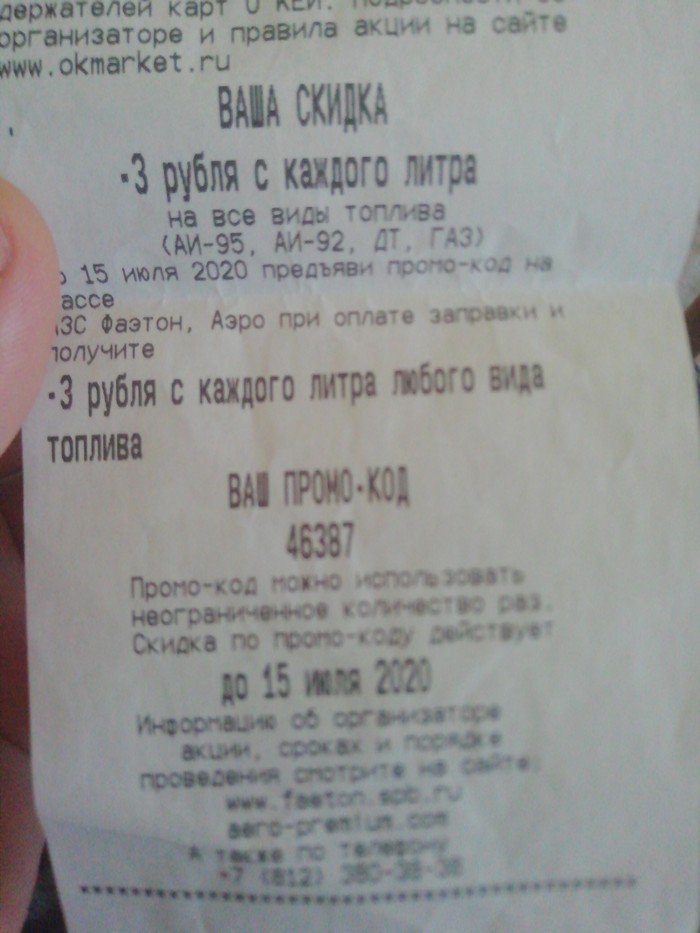 держателей карт О'КЕЙ.
организаторе и правила акции на сайте
www.okmarket.ru
ВАША СКИДКА
-3 рубля с каждого литра
на все виды топлива
(АИ-95, АИ-92, ДТ, ГАЗ)
о 15 июля 2020 предъяви промо-код на
ассе
АЗС Фаэтон, Аэро при оплате заправки и
получите
-3 рубля с каждого литра любого вида
топлива
ВАШ ПРОМО-КОД
46387
Промо-код можно использовать
неограниченное количество раз.
Скидка по промо-коду действует
до 15 июля 2020
Информацию об организаторе
акции, сроках и порядке
проведения смотрите на сайте:
www.faeton.spb.ru
aero-premium.com
А также по телефону
+7 (812) 380-38-38